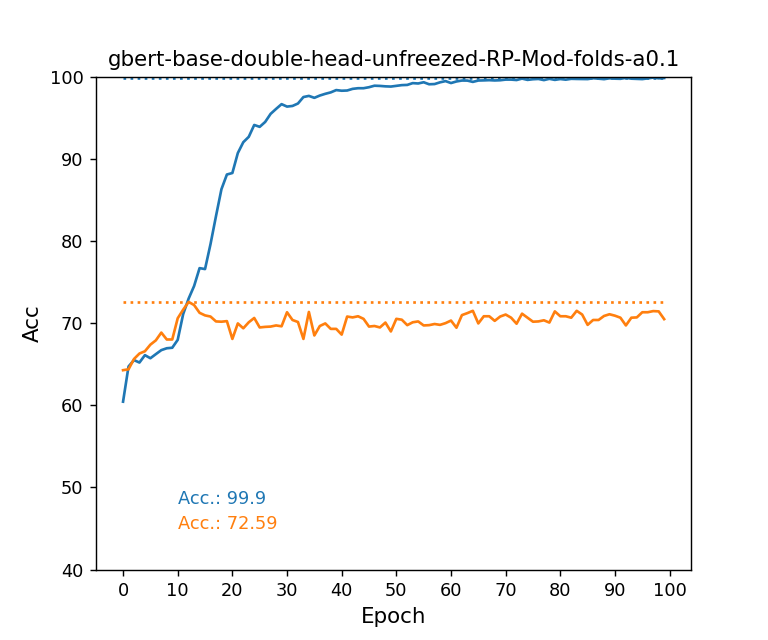 gbert-base-double-head-unfreezed-RP-Mod-folds-a0.1
100
90
80
70
60
50
40
Acc
Acc.: 99.9
Acc.: 72.59
0 10 20 30 40 50 60 70 80 90 100
Epoch